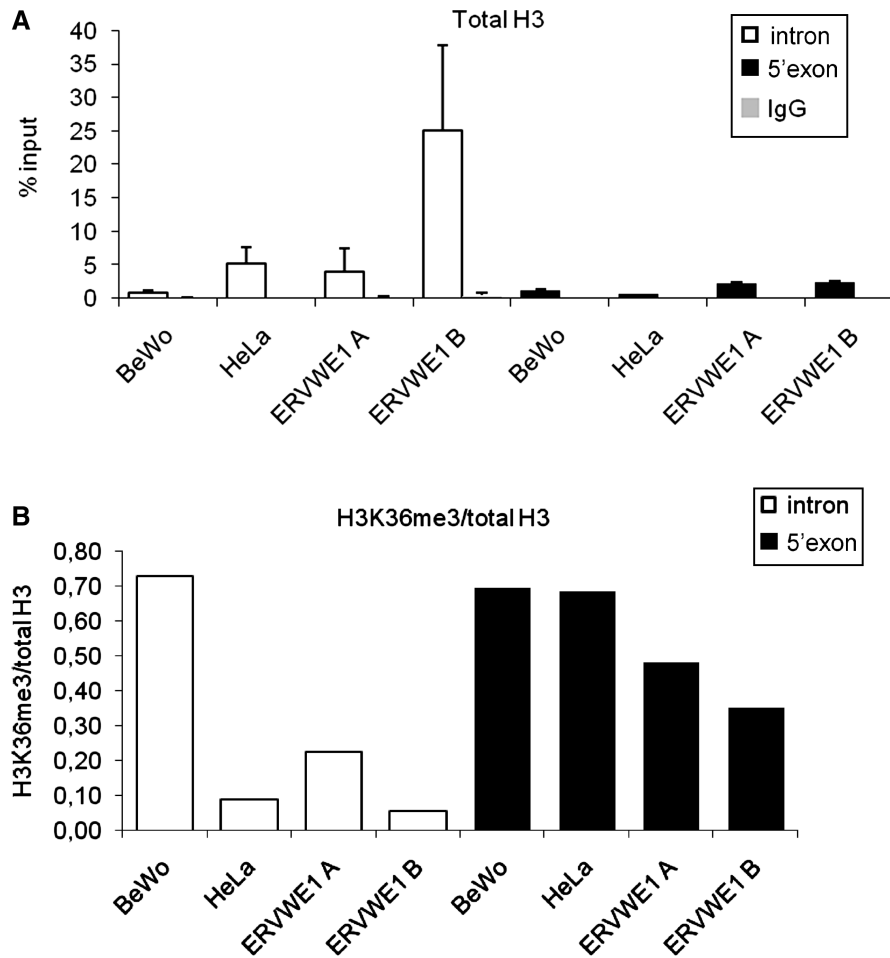 A
Total H3
intron
5'exon
IgG
% input
40
35
30
25
20
15
10
5
0
BeWo
HeLa
ERVWE1 A
ERVWE1 B
BeWo
HeLa
ERVWE1 A
ERVWE1 B
B
H3K36me3/total H3
intron
5'exon
H3K36me3/total H3
0,80
0,70
0,60
0,50
0,40
0,30
0,20
0,10
0,00
BeWo
HeLa
ERVWE1 A
ERVWE1 B
BeWo
HeLa
ERVWE1 A
ERVWE1 B